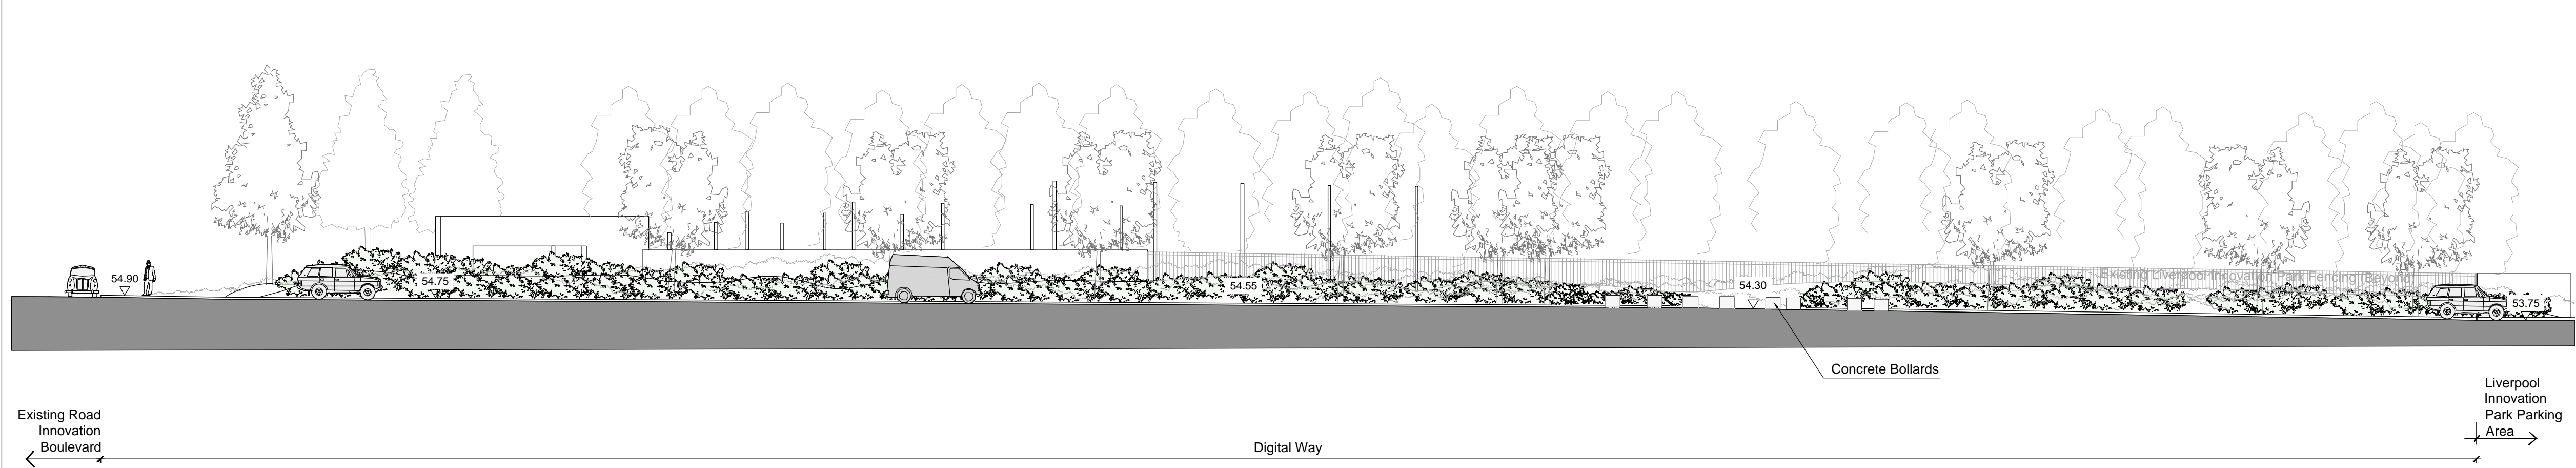 54.90
54.75
54.55
54.30
Existing Liverpool Innovation Park Fencing (Beyond)
53.75
Concrete Bollards
Existing Road
Innovation
Boulevard
Digital Way
Liverpool
Innovation
Park Parking
Area